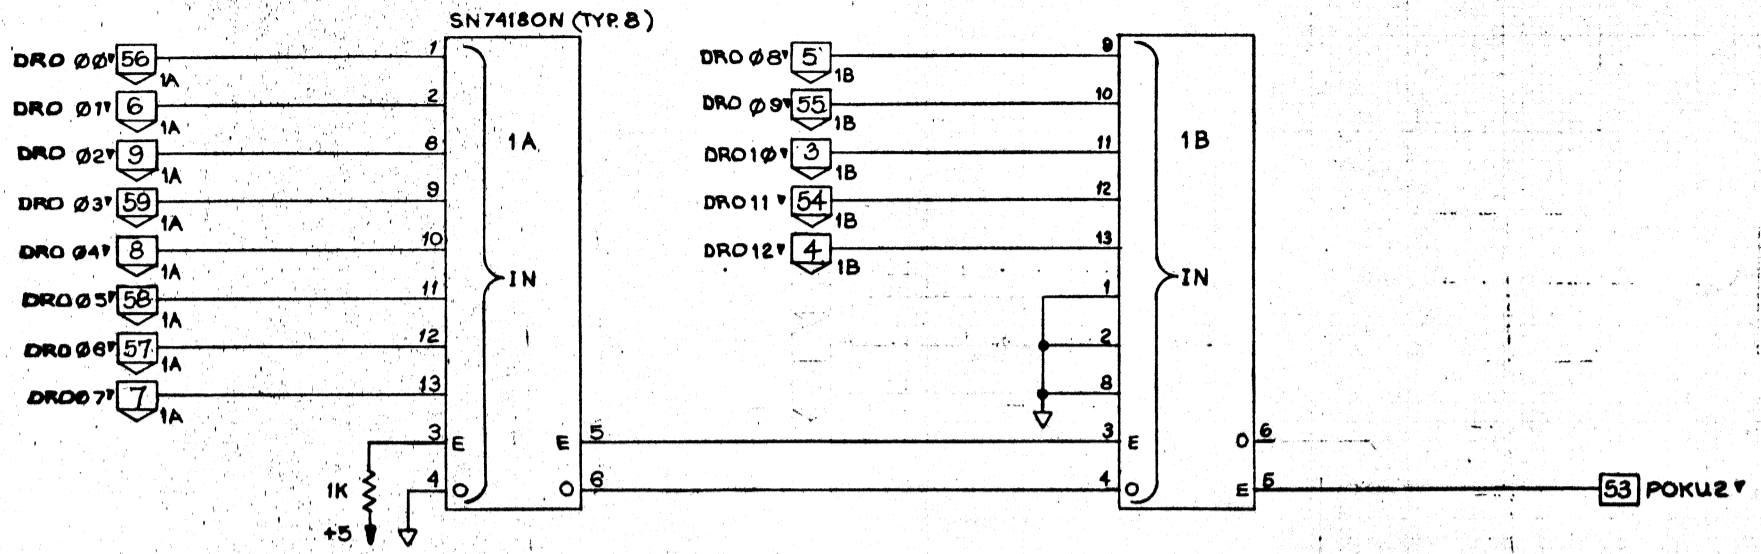 SN74180N (TYP. 8)
DRO ØØ▼ 56 1A 1
DRO Ø1▼ 6 1A 2
DRO Ø2▼ 9 1A 8
DRO Ø3▼ 59 1A 9
DRO Ø4▼ 8 1A 10
DRO Ø5▼ 58 1A 11
DRO Ø6▼ 57 1A 12
DRO07▼ 7 1A 13
1A
IN
3 E
4 O
1K
+5
E 5
O 6
DRO Ø8▼ 5 1B 9
DRO Ø9▼ 55 1B 10
DRO 1Ø▼ 3 1B 11
DRO 11▼ 54 1B 12
DRO 12▼ 4 1B 13
1
2
8
1B
IN
3 E
4 O
O 6
E 5
53 POKU2▼